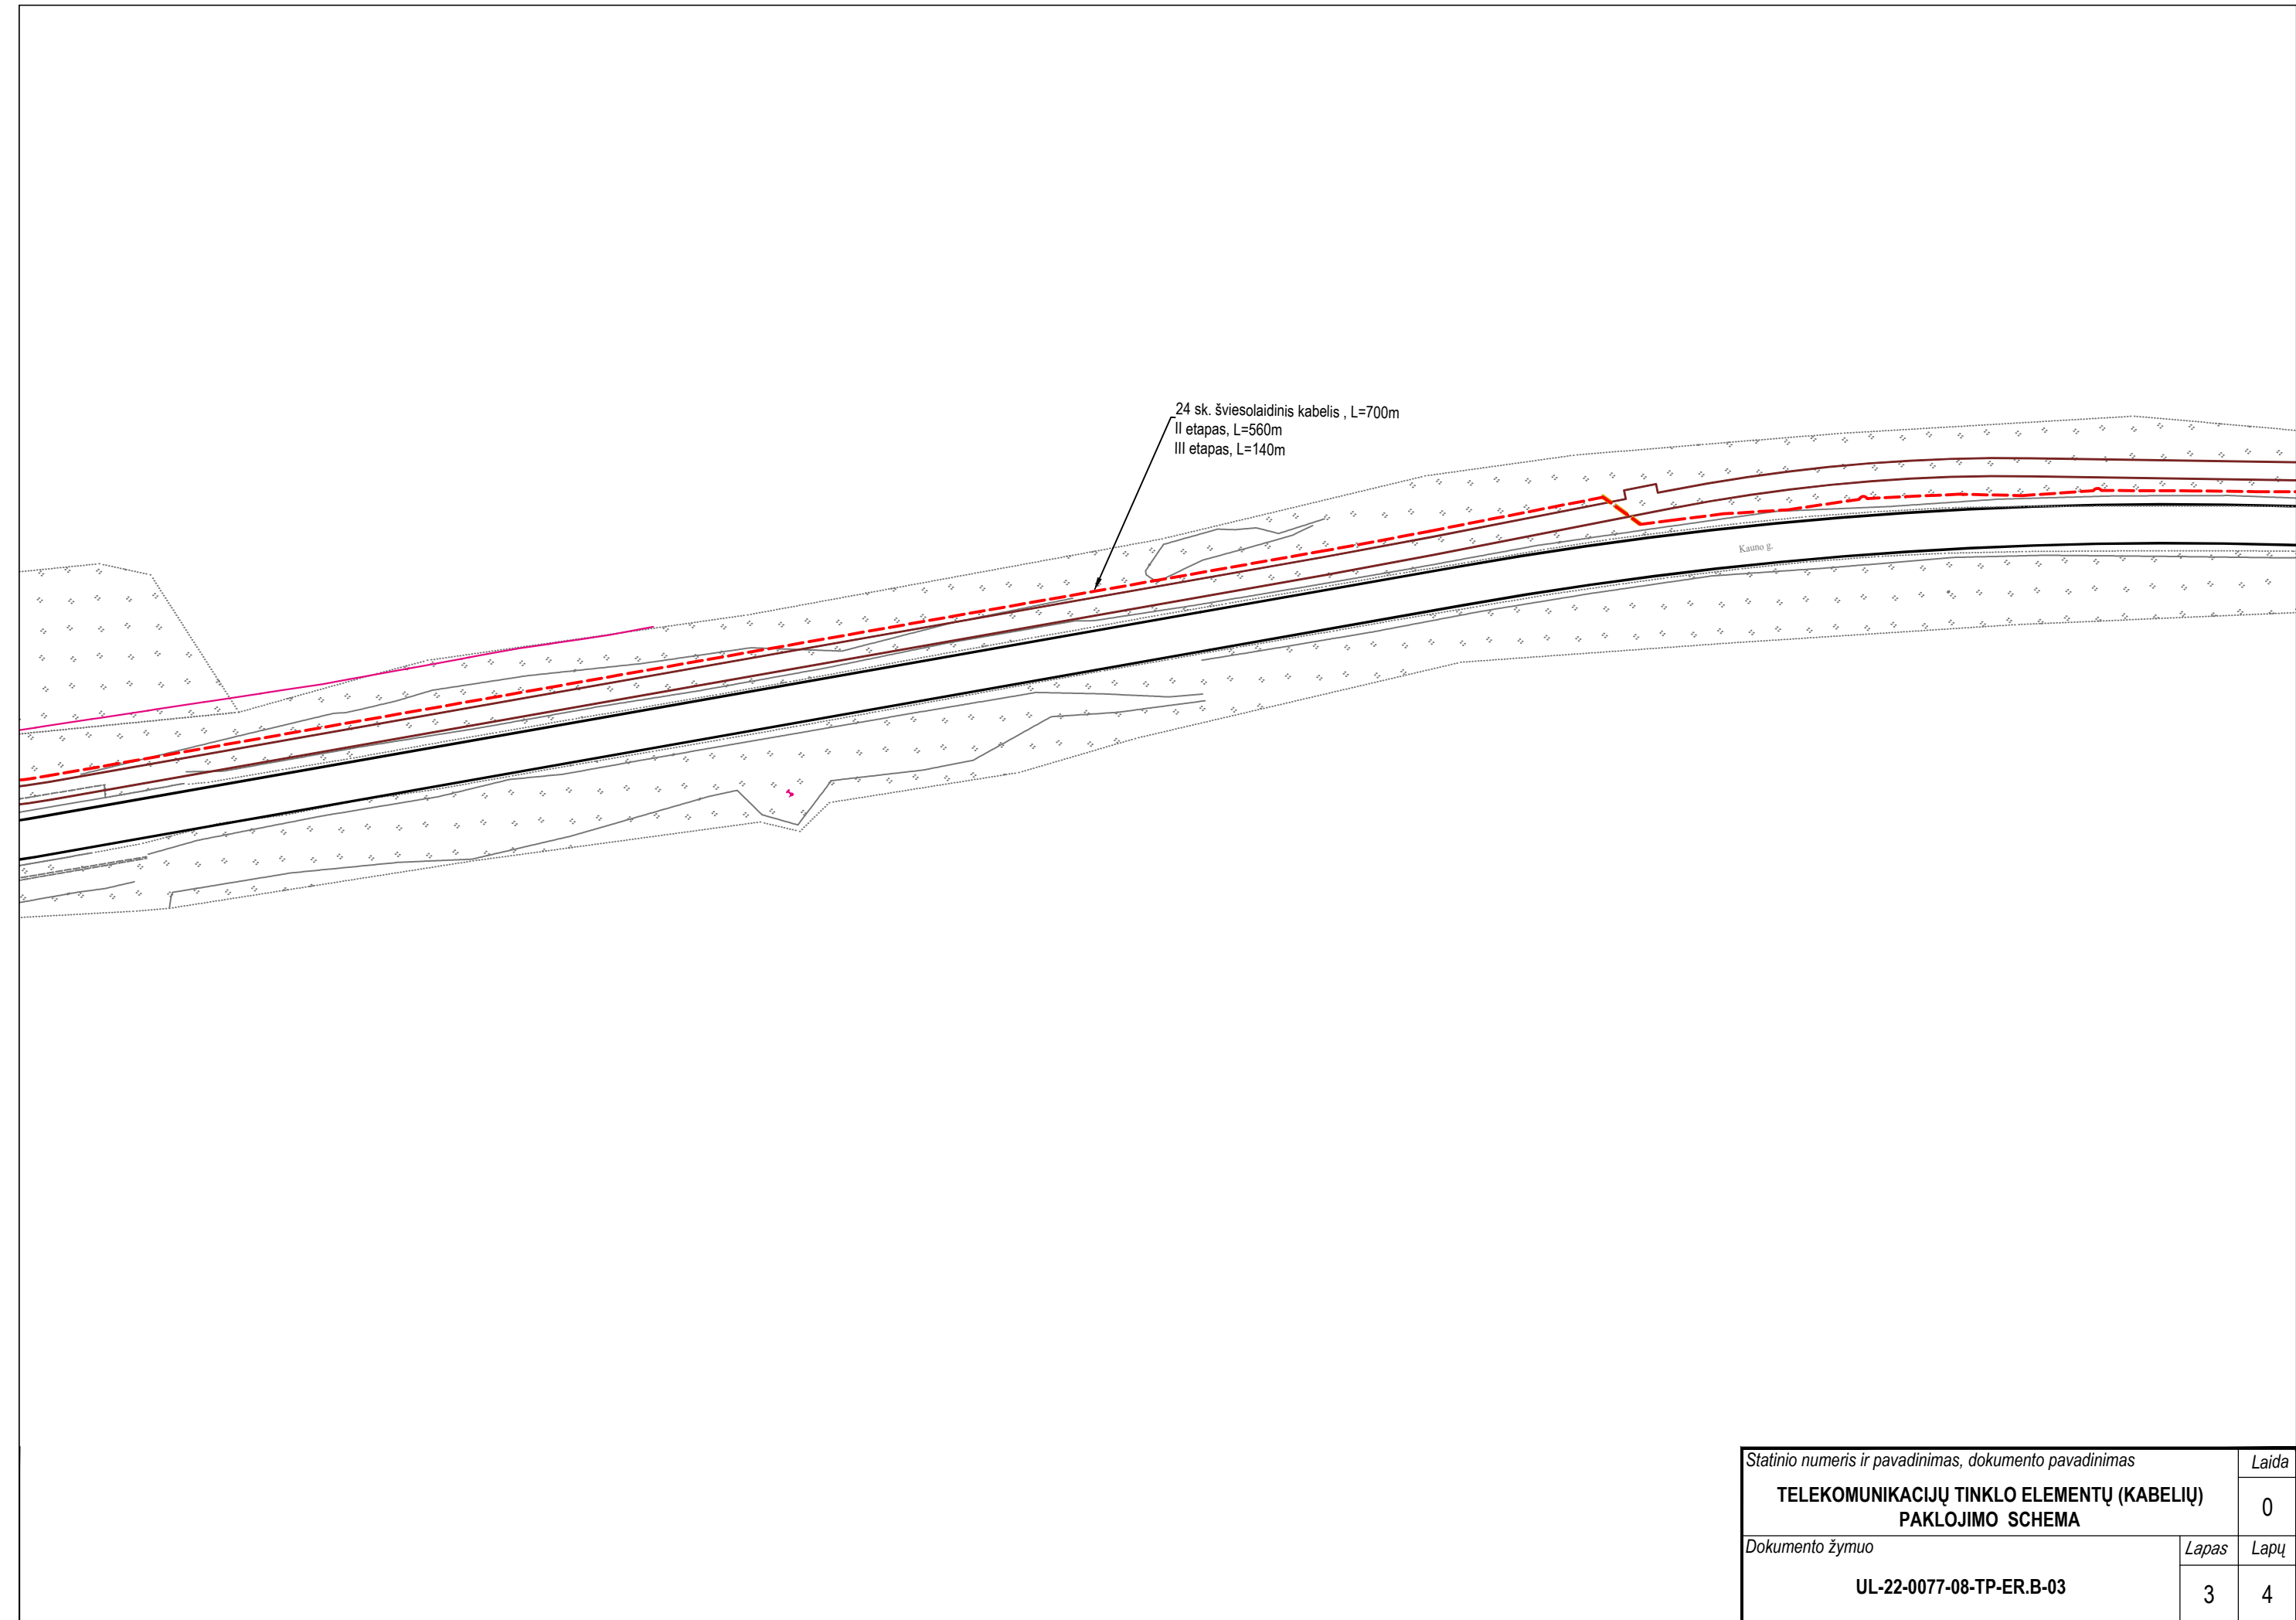 24 sk. šviesolaidinis kabelis , L=700m
II etapas, L=560m
III etapas, L=140m
Kauno g.
Statinio numeris ir pavadinimas, dokumento pavadinimas
Laida
TELEKOMUNIKACIJŲ TINKLO ELEMENTŲ (KABELIŲ)
PAKLOJIMO SCHEMA
0
Dokumento žymuo
Lapas
Lapų
UL-22-0077-08-TP-ER.B-03
3
4